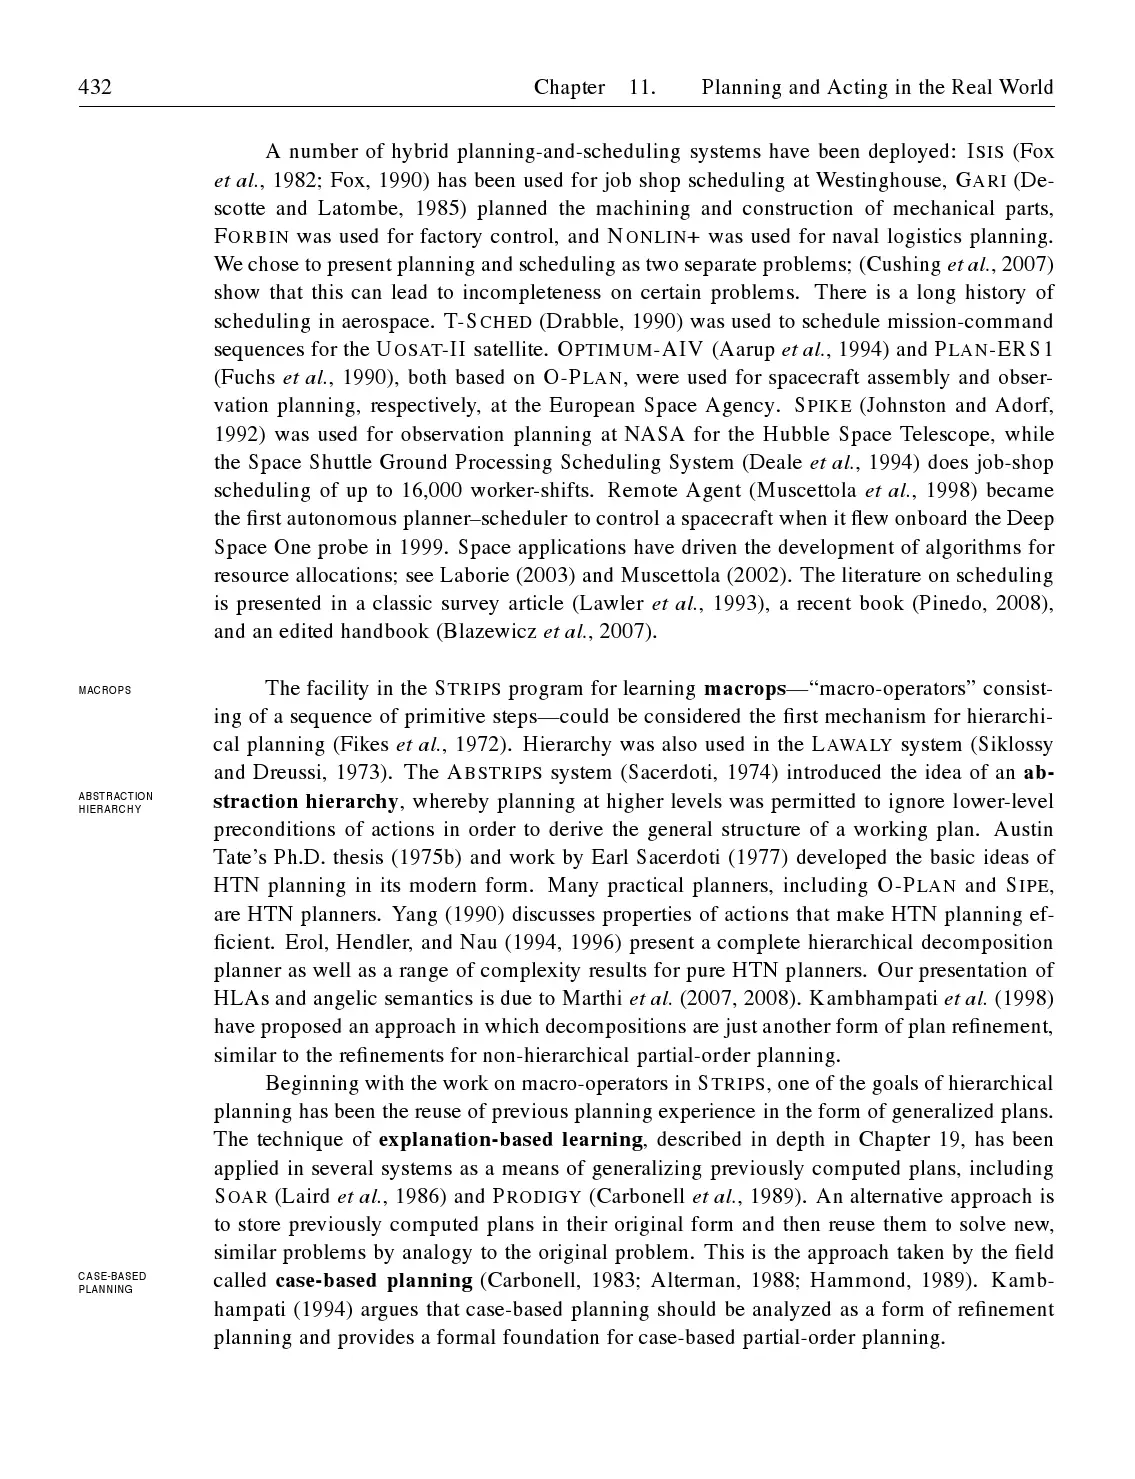 432 Chapter 11. Planning and Acting in the Real World
A number of hybrid planning-and-scheduling systems have been deployed: ISIS (Fox
et al., 1982; Fox, 1990) has been used for job shop scheduling at Westinghouse, GARI (De-
scotte and Latombe, 1985) planned the machining and construction of mechanical parts,
FORBIN was used for factory control, and NONLIN+ was used for naval logistics planning.
We chose to present planning and scheduling as two separate problems; (Cushing et al., 2007)
show that this can lead to incompleteness on certain problems. There is a long history of
scheduling in aerospace. T-SCHED (Drabble, 1990) was used to schedule mission-command
sequences for the UOSAT-II satellite. OPTIMUM-AIV (Aarup et al., 1994) and PLAN-ERS1
(Fuchs et al., 1990), both based on O-PLAN, were used for spacecraft assembly and obser-
vation planning, respectively, at the European Space Agency. SPIKE (Johnston and Adorf,
1992) was used for observation planning at NASA for the Hubble Space Telescope, while
the Space Shuttle Ground Processing Scheduling System (Deale et al., 1994) does job-shop
scheduling of up to 16,000 worker-shifts. Remote Agent (Muscettola et al., 1998) became
the first autonomous planner–scheduler to control a spacecraft when it flew onboard the Deep
Space One probe in 1999. Space applications have driven the development of algorithms for
resource allocations; see Laborie (2003) and Muscettola (2002). The literature on scheduling
is presented in a classic survey article (Lawler et al., 1993), a recent book (Pinedo, 2008),
and an edited handbook (Blazewicz et al., 2007).
MACROPS
The facility in the STRIPS program for learning macrops—“macro-operators” consist-
ing of a sequence of primitive steps—could be considered the first mechanism for hierarchi-
cal planning (Fikes et al., 1972). Hierarchy was also used in the LAWALY system (Siklossy
and Dreussi, 1973). The ABSTRIPS system (Sacerdoti, 1974) introduced the idea of an ab-
ABSTRACTION
HIERARCHY
straction hierarchy, whereby planning at higher levels was permitted to ignore lower-level
preconditions of actions in order to derive the general structure of a working plan. Austin
Tate’s Ph.D. thesis (1975b) and work by Earl Sacerdoti (1977) developed the basic ideas of
HTN planning in its modern form. Many practical planners, including O-PLAN and SIPE,
are HTN planners. Yang (1990) discusses properties of actions that make HTN planning ef-
ficient. Erol, Hendler, and Nau (1994, 1996) present a complete hierarchical decomposition
planner as well as a range of complexity results for pure HTN planners. Our presentation of
HLAs and angelic semantics is due to Marthi et al. (2007, 2008). Kambhampati et al. (1998)
have proposed an approach in which decompositions are just another form of plan refinement,
similar to the refinements for non-hierarchical partial-order planning.
Beginning with the work on macro-operators in STRIPS, one of the goals of hierarchical
planning has been the reuse of previous planning experience in the form of generalized plans.
The technique of explanation-based learning, described in depth in Chapter 19, has been
applied in several systems as a means of generalizing previously computed plans, including
SOAR (Laird et al., 1986) and PRODIGY (Carbonell et al., 1989). An alternative approach is
to store previously computed plans in their original form and then reuse them to solve new,
similar problems by analogy to the original problem. This is the approach taken by the field
CASE-BASED
PLANNING
called case-based planning (Carbonell, 1983; Alterman, 1988; Hammond, 1989). Kamb-
hampati (1994) argues that case-based planning should be analyzed as a form of refinement
planning and provides a formal foundation for case-based partial-order planning.